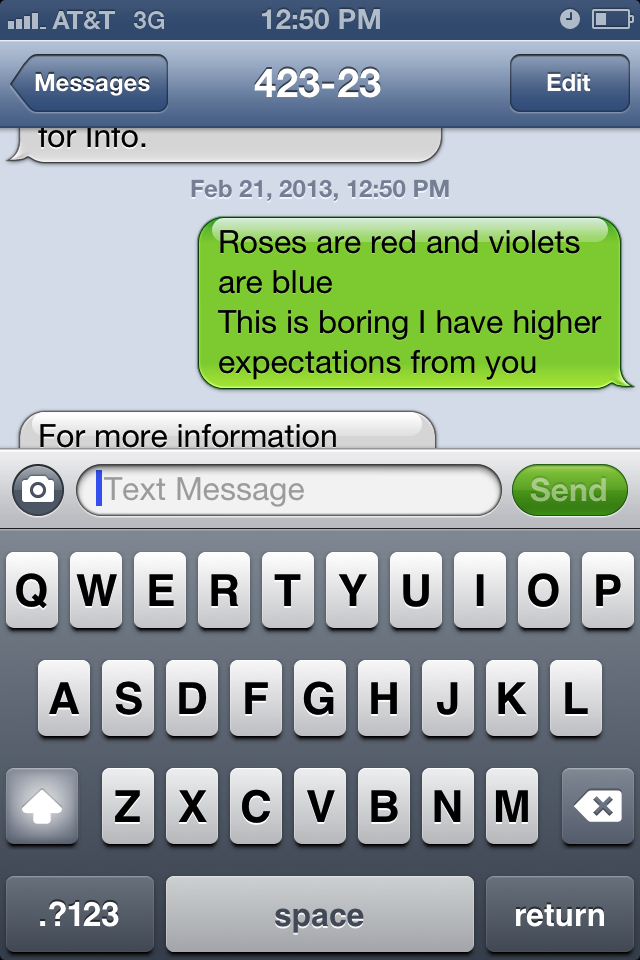 AT&T 3G 12:50 PM
Messages 423-23 Edit
for Info.
Feb 21, 2013, 12:50 PM
Roses are red and violets
are blue
This is boring I have higher
expectations from you
For more information
Text Message Send
Q W E R T Y U I O P
A S D F G H J K L
Z X C V B N M
.?123 space return